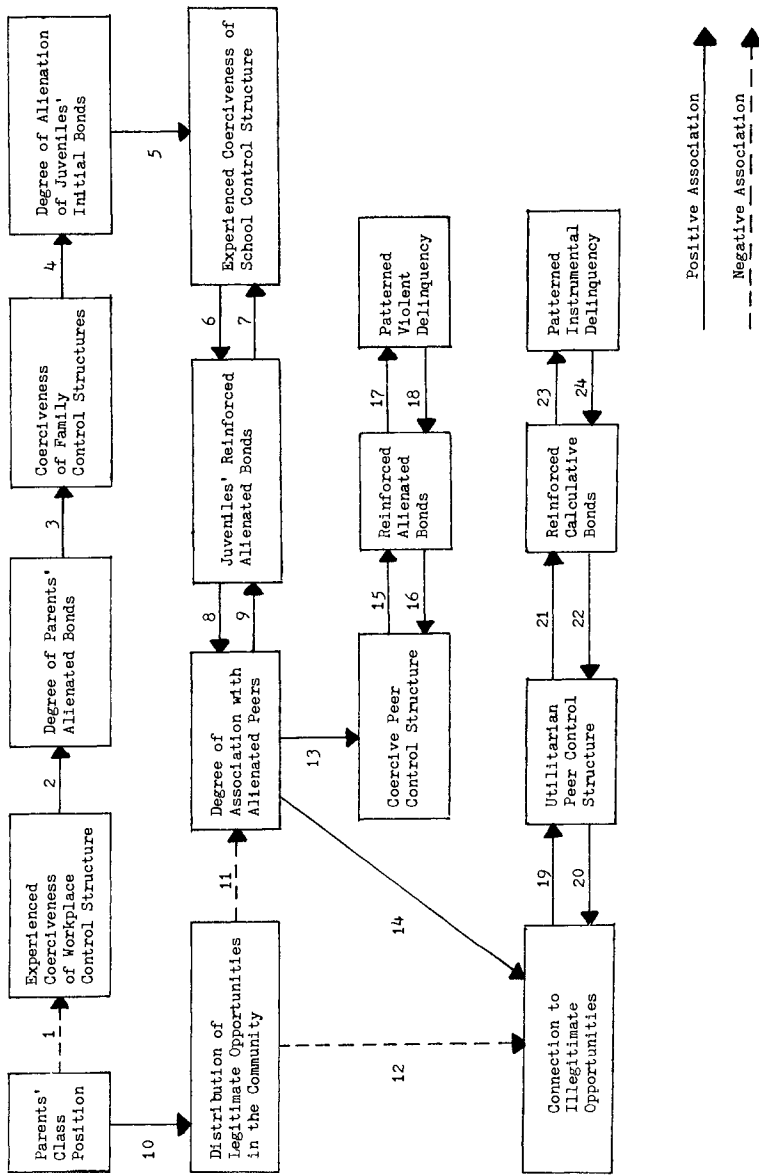 Parents'
Class
Position
1
Experienced
Coerciveness
of Workplace
Control Structure
2
Degree of Parents'
Alienated Bonds
3
Coerciveness
of Family
Control Structures
4
Degree of Alienation
of Juveniles'
Initial Bonds
10
5
Distribution of
Legitimate Opportunities
in the Community
11
Degree of
Association with
Alienated Peers
8
9
Juveniles' Reinforced
Alienated Bonds
6
7
Experienced Coerciveness of
School Control Structure
12
14
13
Coercive Peer
Control Structure
15
16
Reinforced
Alienated
Bonds
17
18
Patterned
Violent
Delinquency
Connection to
Illegitimate
Opportunities
19
20
Utilitarian
Peer Control
Structure
21
22
Reinforced
Calculative
Bonds
23
24
Patterned
Instrumental
Delinquency
Positive Association
Negative Association